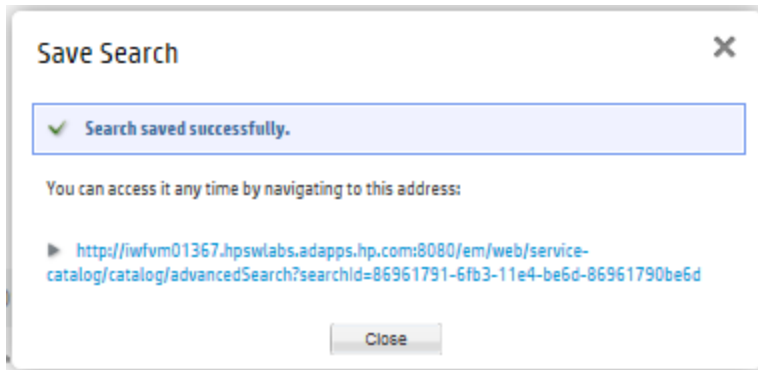 Save Search
Search saved successfully.
You can access it any time by navigating to this address:
http://iwfvm01367.hpswlabs.adapps.hp.com:8080/em/web/service-
catalog/catalog/advancedSearch?searchId=86961791-6fb3-11e4-be6d-86961790be6d
Close